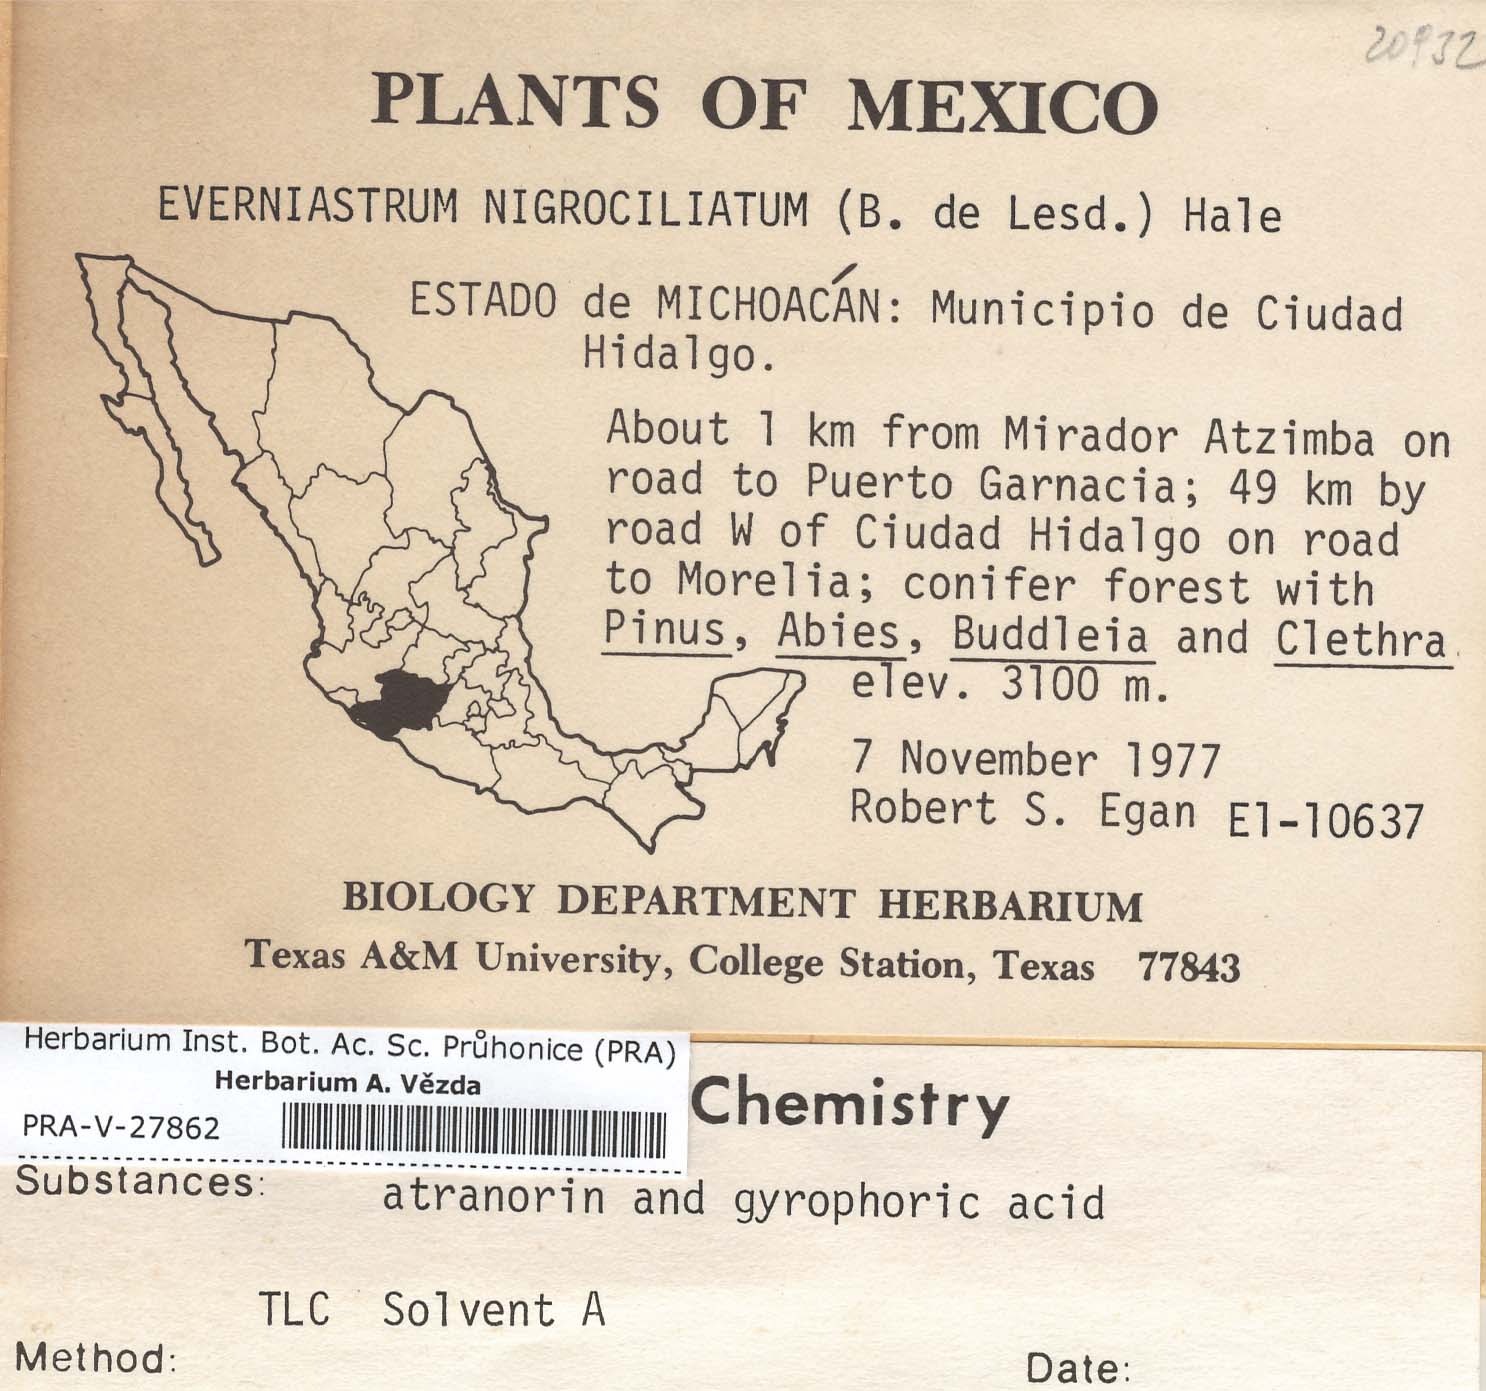 20932
PLANTS OF MEXICO
EVERNIASTRUM NIGROCILIATUM (B. de Lesd.) Hale
ESTADO de MICHOACÁN: Municipio de Ciudad
Hidalgo.
About 1 km from Mirador Atzimba on
road to Puerto Garnacia; 49 km by
road W of Ciudad Hidalgo on road
to Morelia; conifer forest with
Pinus, Abies, Buddleia and Clethra.
elev. 3100 m.
7 November 1977
Robert S. Egan El-10637
BIOLOGY DEPARTMENT HERBARIUM
Texas A&M University, College Station, Texas 77843
Herbarium Inst. Bot. Ac. Sc. Průhonice (PRA)
Herbarium A. Vězda
PRA-V-27862
Chemistry
Substances: atranorin and gyrophoric acid
TLC Solvent A
Method: Date: